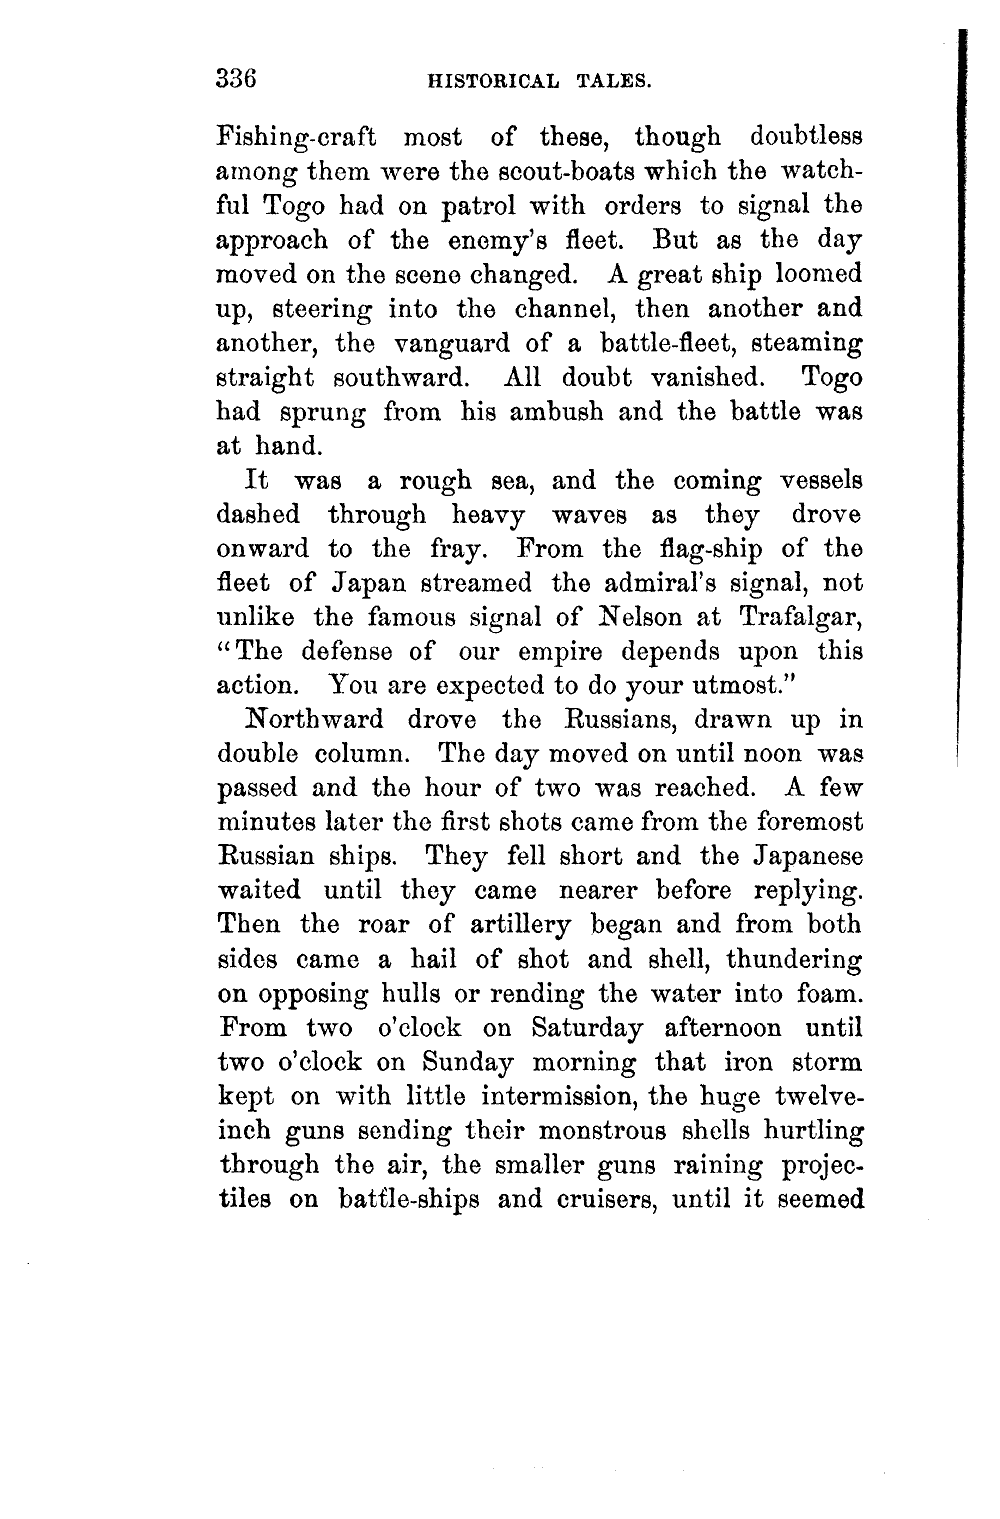 336 HISTORICAL TALES.
Fishing-craft most of these, though doubtless
among them were the scout-boats which the watch-
ful Togo had on patrol with orders to signal the
approach of the enemy's fleet. But as the day
moved on the scene changed. A great ship loomed
up, steering into the channel, then another and
another, the vanguard of a battle-fleet, steaming
straight southward. All doubt vanished. Togo
had sprung from his ambush and the battle was
at hand.
It was a rough sea, and the coming vessels
dashed through heavy waves as they drove
onward to the fray. From the flag-ship of the
fleet of Japan streamed the admiral's signal, not
unlike the famous signal of Nelson at Trafalgar,
"The defense of our empire depends upon this
action. You are expected to do your utmost."
Northward drove the Russians, drawn up in
double column. The day moved on until noon was
passed and the hour of two was reached. A few
minutes later the first shots came from the foremost
Russian ships. They fell short and the Japanese
waited until they came nearer before replying.
Then the roar of artillery began and from both
sides came a hail of shot and shell, thundering
on opposing hulls or rending the water into foam.
From two o'clock on Saturday afternoon until
two o'clock on Sunday morning that iron storm
kept on with little intermission, the huge twelve-
inch guns sending their monstrous shells hurtling
through the air, the smaller guns raining projec-
tiles on battle-ships and cruisers, until it seemed